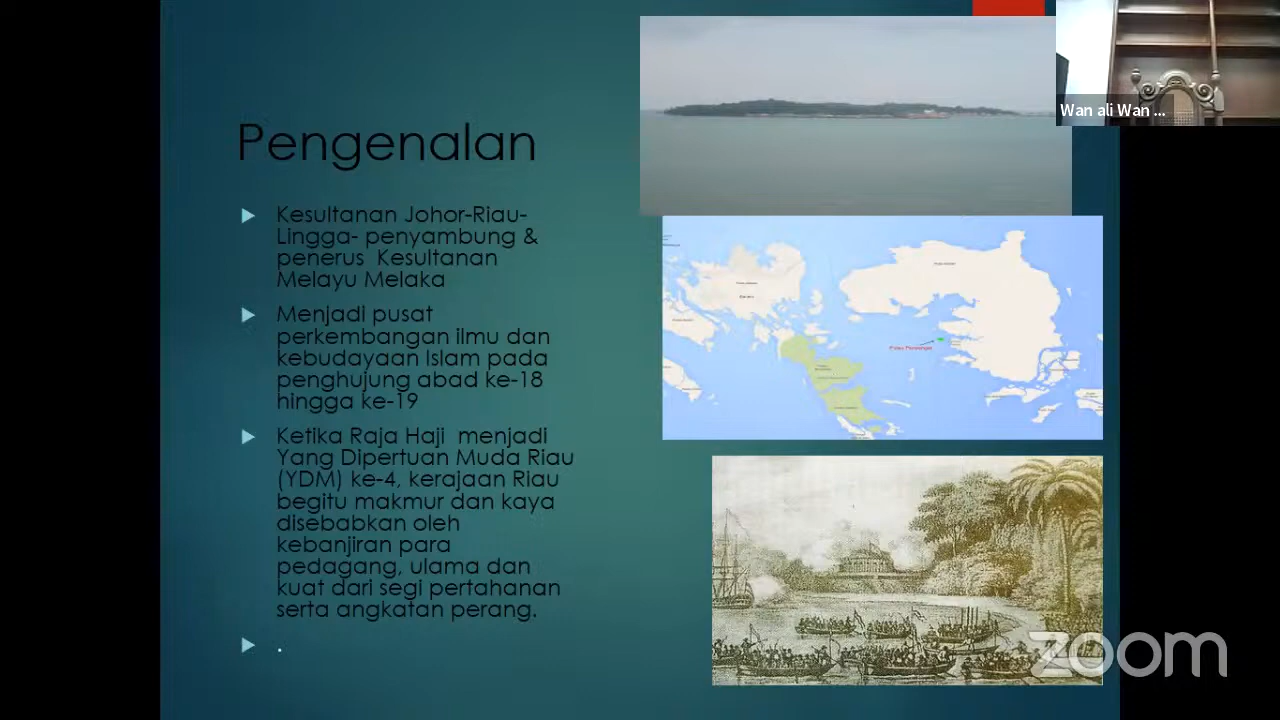 Pengenalan
Kesultanan Johor-Riau-
Lingga- penyambung &
penerus Kesultanan
Melayu Melaka
Menjadi pusat
perkembangan ilmu dan
kebudayaan Islam pada
penghujung abad ke-18
hingga ke-19
Ketika Raja Haji menjadi
Yang Dipertuan Muda Riau
(YDM) ke-4, kerajaan Riau
begitu makmur dan kaya
disebabkan oleh
kebanjiran para
pedagang, ulama dan
kuat dari segi pertahanan
serta angkatan perang.
.
Wan ali Wan ...
zoom